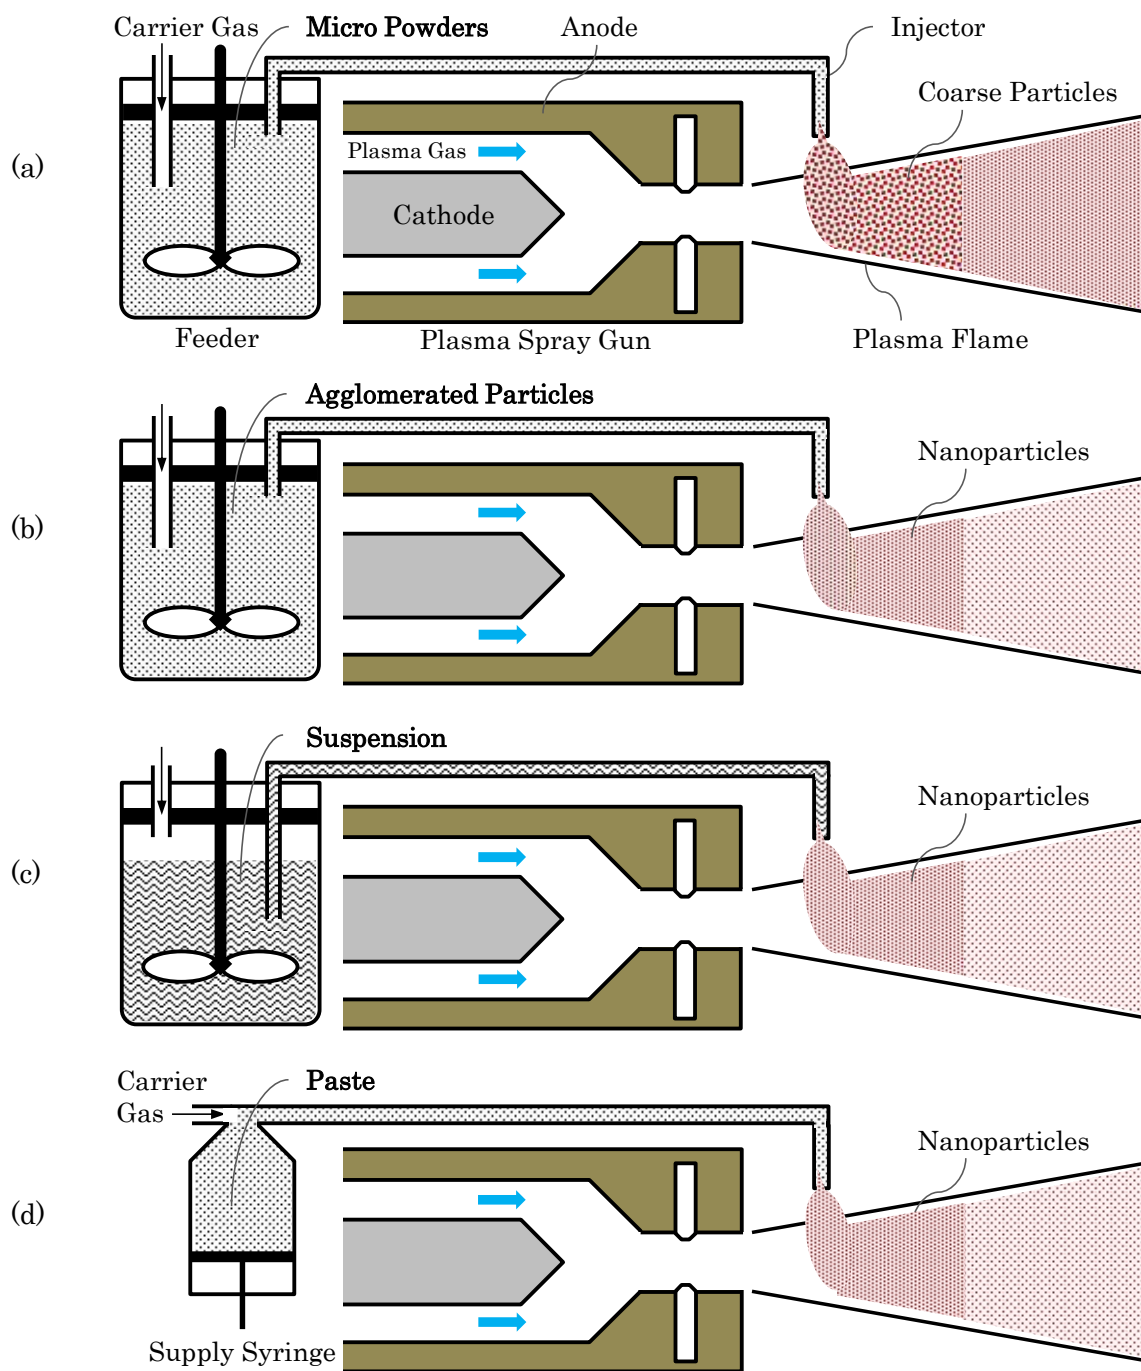 Carrier Gas
Micro Powders
Anode
Injector
Coarse Particles
(a)
Plasma Gas
Cathode
Feeder
Plasma Spray Gun
Plasma Flame
Agglomerated Particles
Nanoparticles
(b)
Suspension
Nanoparticles
(c)
Carrier
Gas
Paste
Nanoparticles
(d)
Supply Syringe